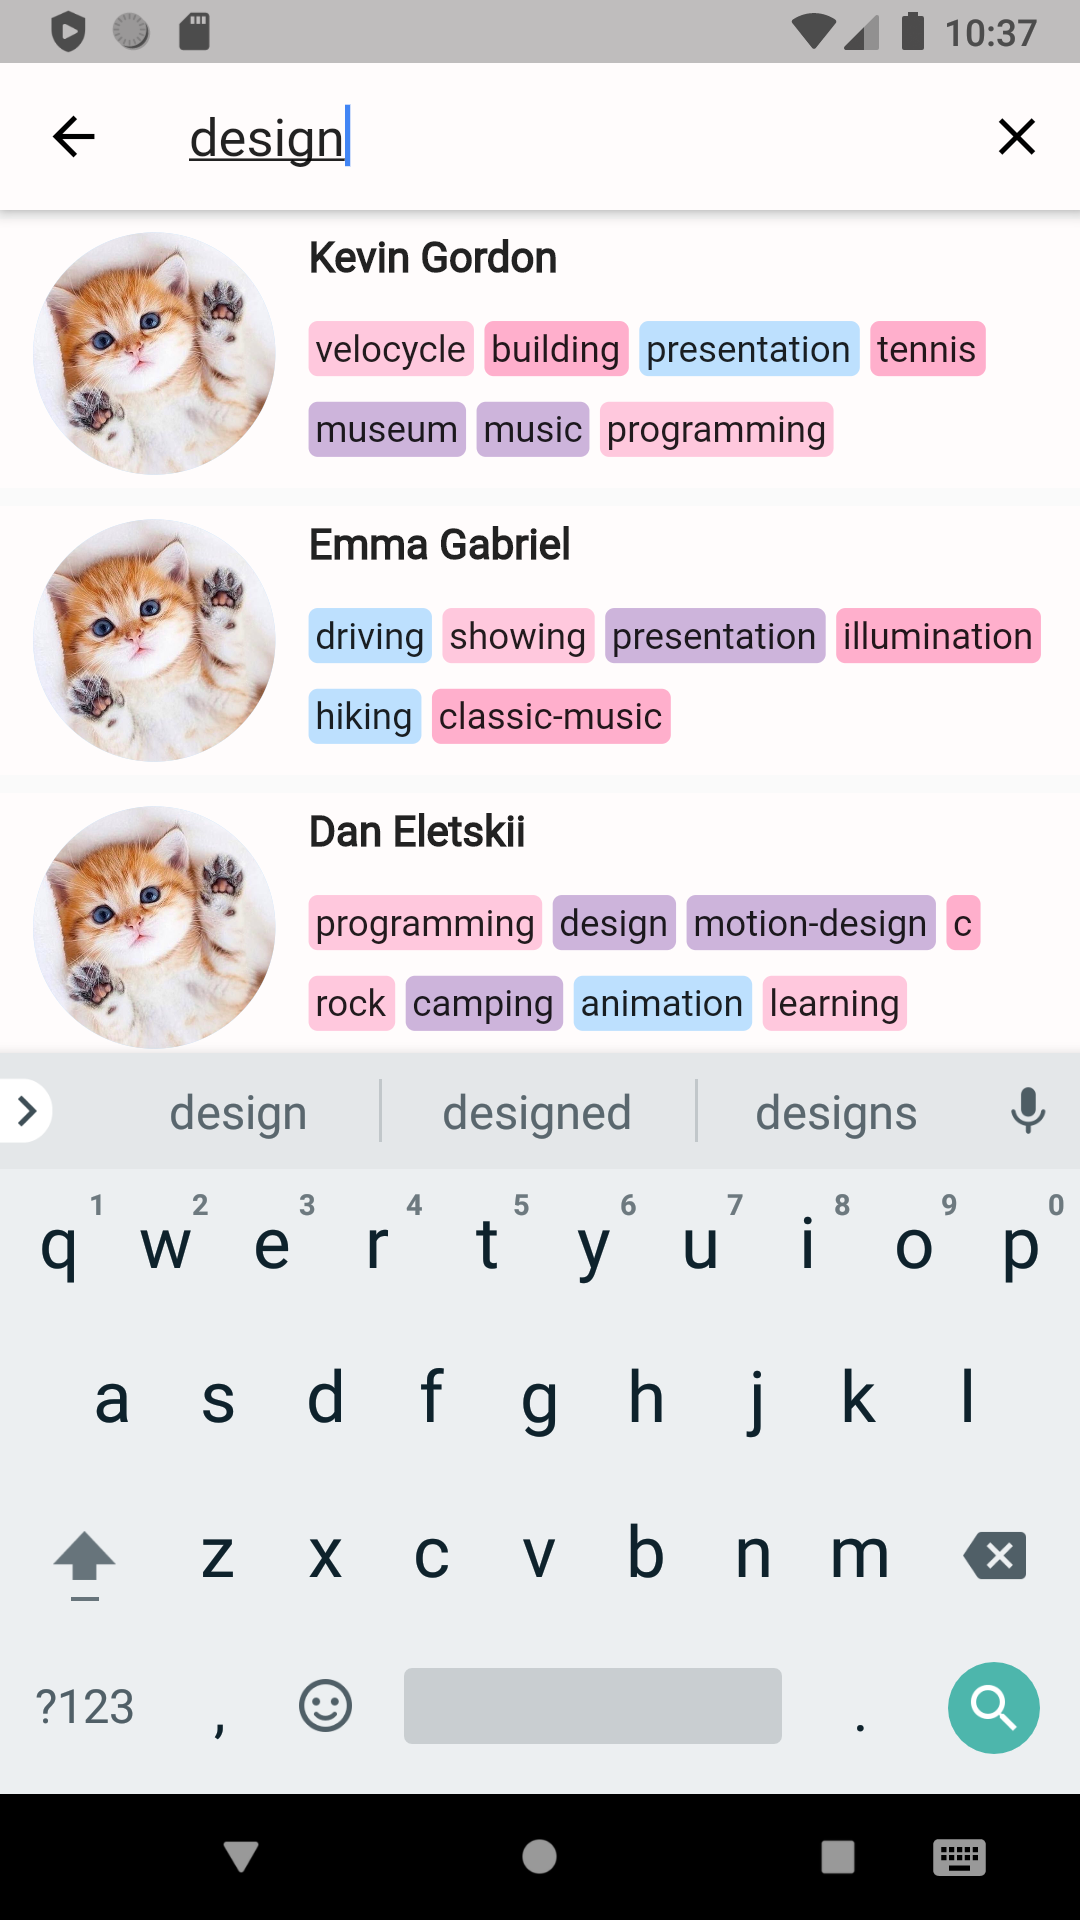 10:37
design
Kevin Gordon
velocycle building presentation tennis
museum music programming
Emma Gabriel
driving showing presentation illumination
hiking classic-music
Dan Eletskii
programming design motion-design c
rock camping animation learning
design designed designs
1 2 3 4 5 6 7 8 9 0
q w e r t y u i o p
a s d f g h j k l
z x c v b n m
?123 , .